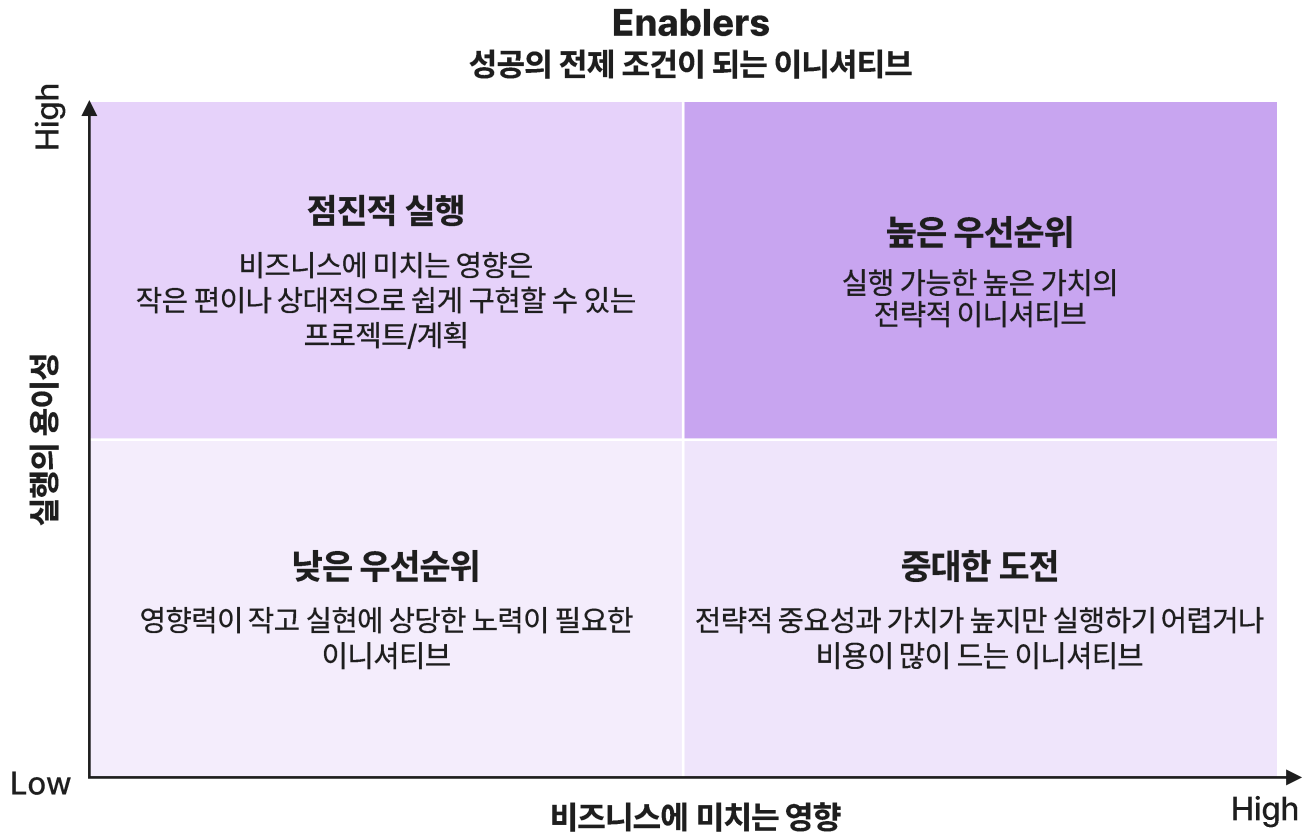 Enablers
성공의 전제 조건이 되는 이니셔티브
High
실행의 용이성
점진적 실행
비즈니스에 미치는 영향은
작은 편이나 상대적으로 쉽게 구현할 수 있는
프로젝트/계획
높은 우선순위
실행 가능한 높은 가치의
전략적 이니셔티브
낮은 우선순위
영향력이 작고 실현에 상당한 노력이 필요한
이니셔티브
중대한 도전
전략적 중요성과 가치가 높지만 실행하기 어렵거나
비용이 많이 드는 이니셔티브
Low
비즈니스에 미치는 영향
High